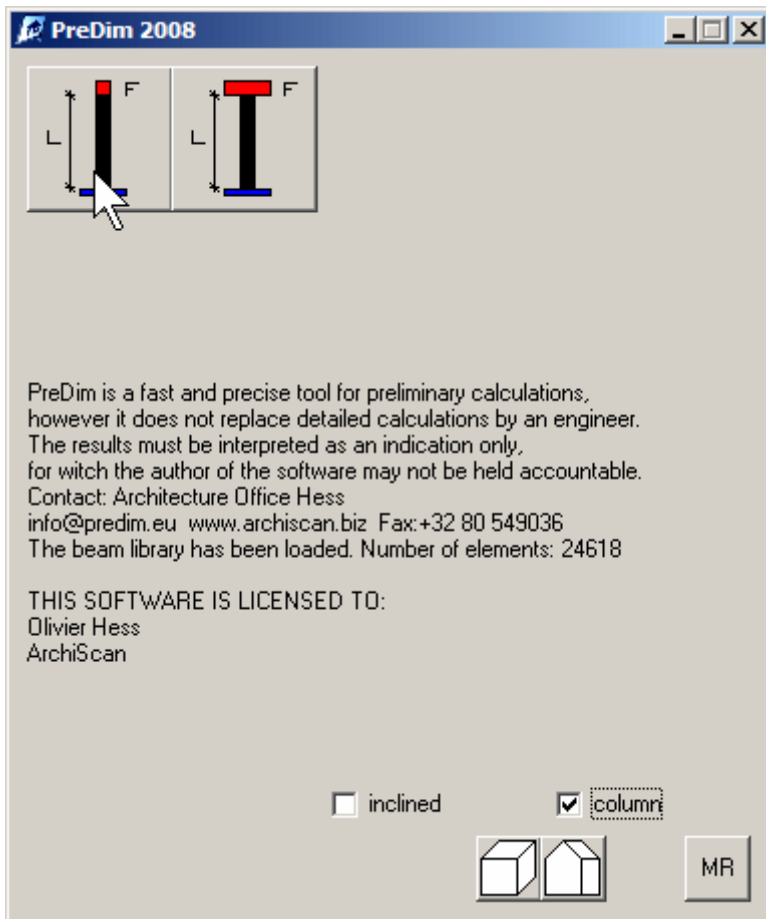 PreDim 2008
F
L
F
L
PreDim is a fast and precise tool for preliminary calculations,
however it does not replace detailed calculations by an engineer.
The results must be interpreted as an indication only,
for witch the author of the software may not be held accountable.
Contact: Architecture Office Hess
info@predim.eu www.archiscan.biz Fax:+32 80 549036
The beam library has been loaded. Number of elements: 24618
THIS SOFTWARE IS LICENSED TO:
Olivier Hess
ArchiScan
inclined
column
MR